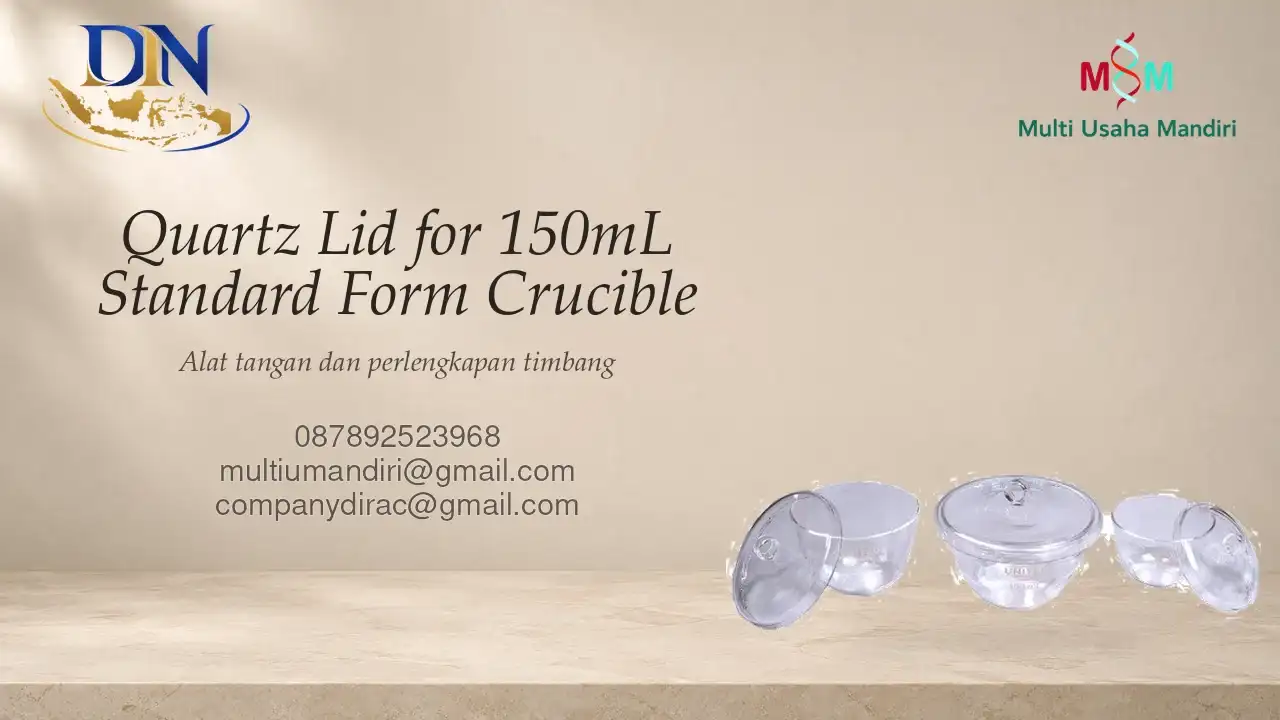 DIN
MSM
Multi Usaha Mandiri
Quartz Lid for 150mL
Standard Form Crucible
Alat tangan dan perlengkapan timbang
087892523968
multiumandiri@gmail.com
companydirac@gmail.com